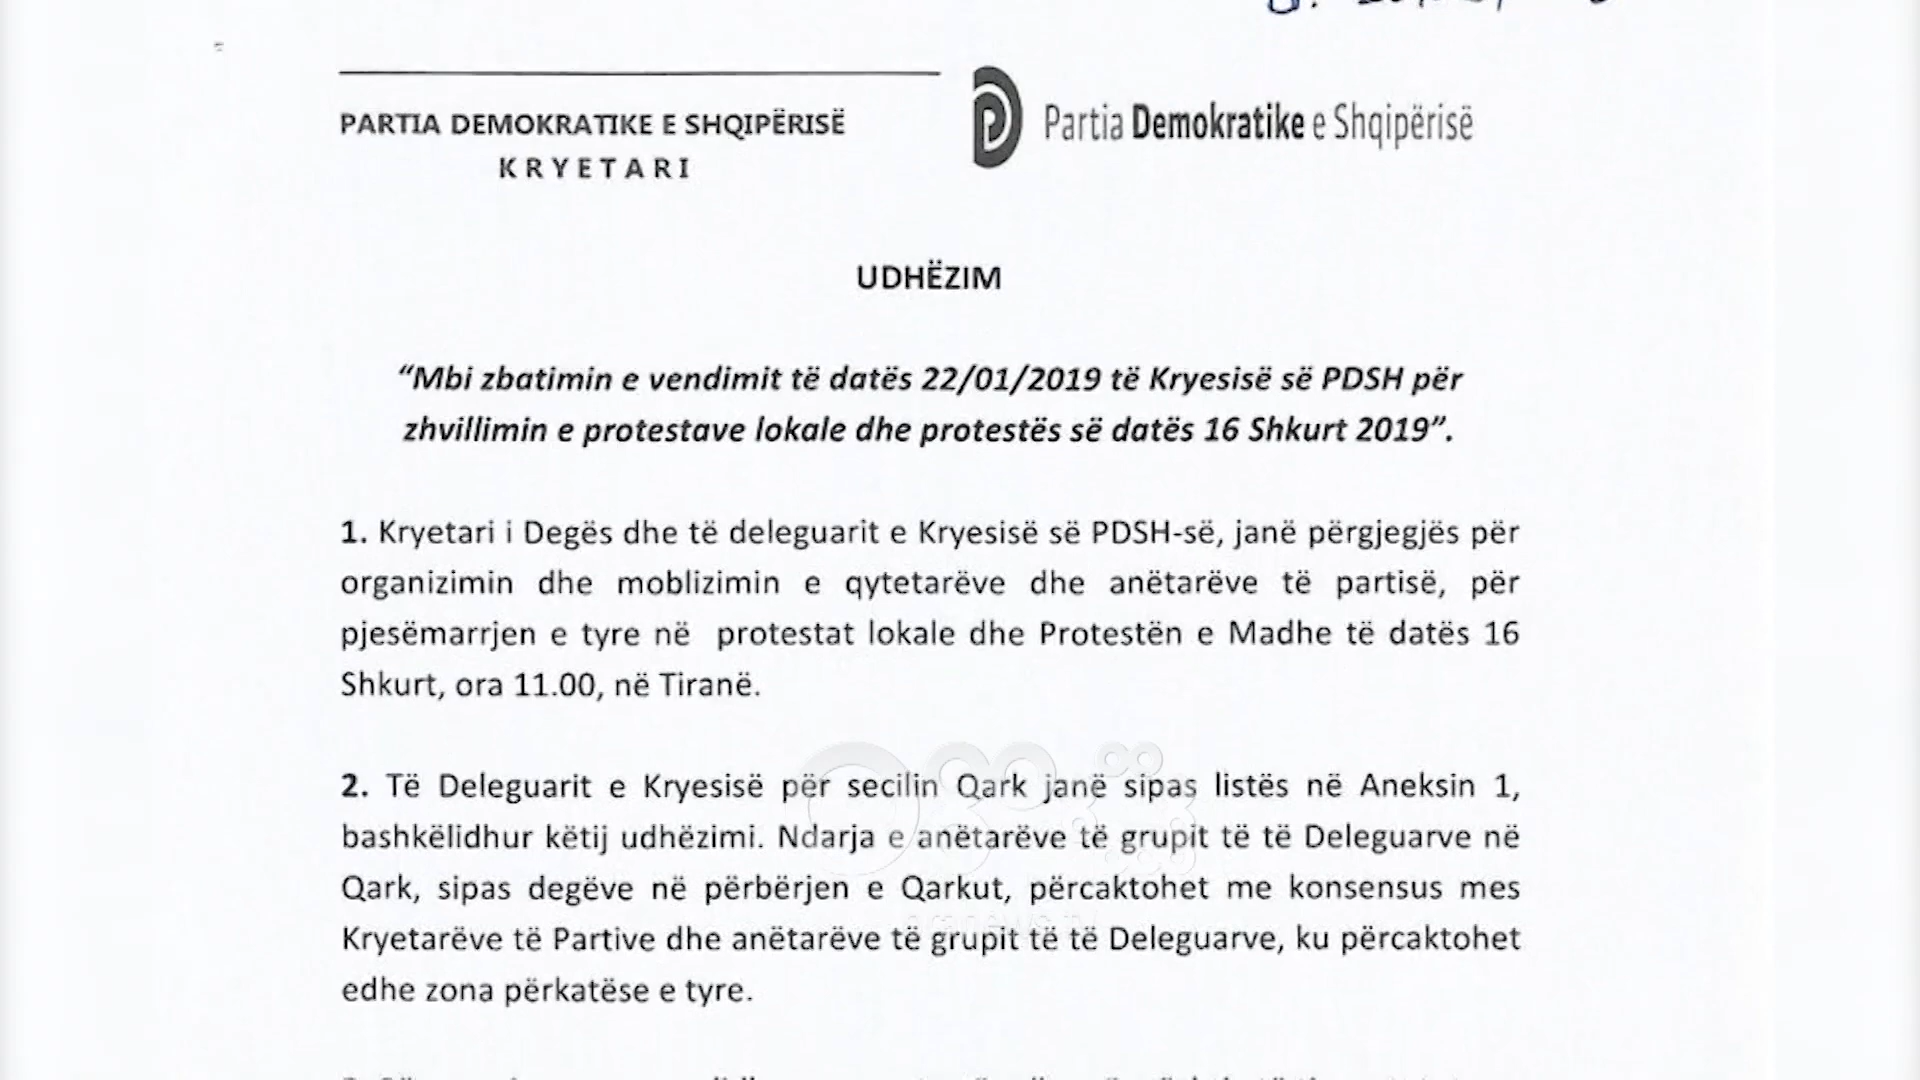 PARTIA DEMOKRATIKE E SHQIPËRISË
KRYETARI
Partia Demokratike e Shqipërisë
UDHËZIM
“Mbi zbatimin e vendimit të datës 22/01/2019 të Kryesisë së PDSH për
zhvillimin e protestave lokale dhe protestës së datës 16 Shkurt 2019”.
1. Kryetari i Degës dhe të deleguarit e Kryesisë së PDSH-së, janë përgjegjës për
organizimin dhe moblizimin e qytetarëve dhe anëtarëve të partisë, për
pjesëmarrjen e tyre në protestat lokale dhe Protestën e Madhe të datës 16
Shkurt, ora 11.00, në Tiranë.
2. Të Deleguarit e Kryesisë për secilin Qark janë sipas listës në Aneksin 1,
bashkëlidhur këtij udhëzimi. Ndarja e anëtarëve të grupit të të Deleguarve në
Qark, sipas degëve në përbërjen e Qarkut, përcaktohet me konsensus mes
Kryetarëve të Partive dhe anëtarëve të grupit të të Deleguarve, ku përcaktohet
edhe zona përkatëse e tyre.